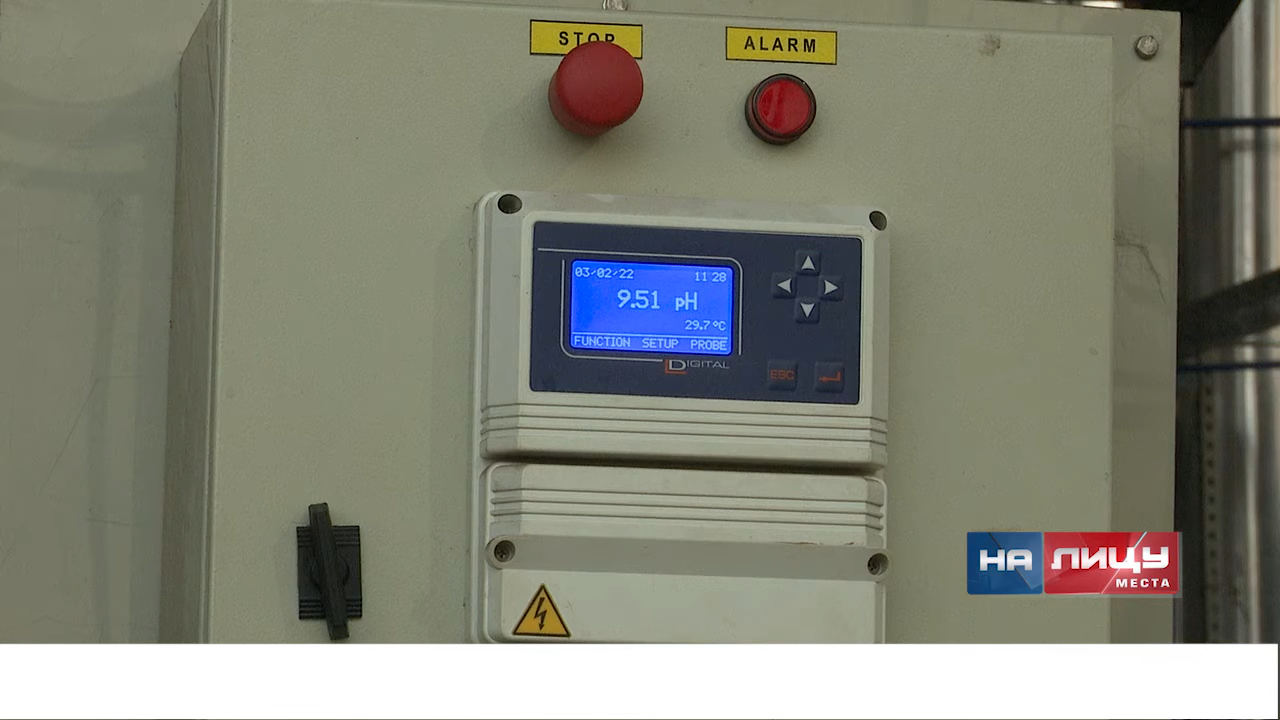 STOP
ALARM
03/02/22 11 28
9.51 pH
29.7°C
FUNCTION SETUP PROBE
DIGITAL
ESC
НА ЛИЦУ
МЕСТА